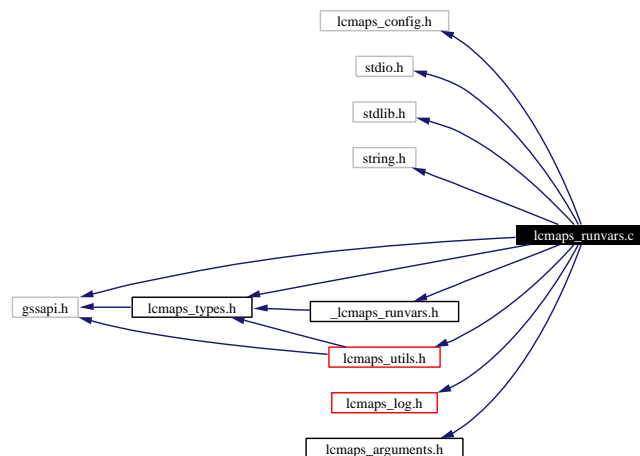 lcmaps_config.h
stdio.h
stdlib.h
string.h
lcmaps_runvars.c
gssapi.h
lcmaps_types.h
_lcmaps_runvars.h
lcmaps_utils.h
lcmaps_log.h
lcmaps_arguments.h